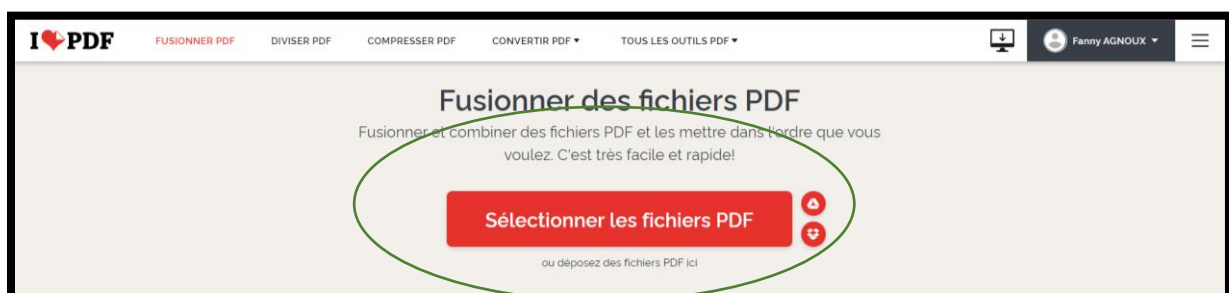 I PDF FUSIONNER PDF DIVISER PDF COMPRESSER PDF CONVERTIR PDF TOUS LES OUTILS PDF Fanny AGNOUX
Fusionner des fichiers PDF
Fusionner et combiner des fichiers PDF et les mettre dans l'ordre que vous
voulez. C'est très facile et rapide!
Sélectionner les fichiers PDF
ou déposez des fichiers PDF ici